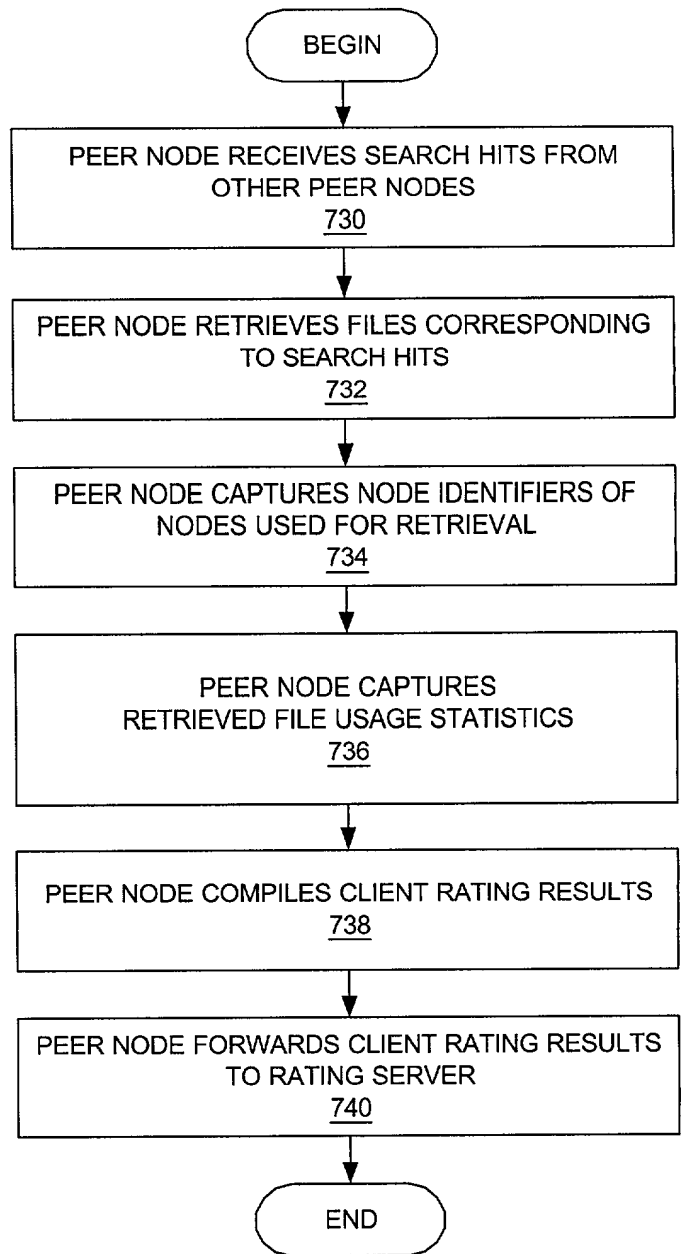 BEGIN
PEER NODE RECEIVES SEARCH HITS FROM
OTHER PEER NODES
730
PEER NODE RETRIEVES FILES CORRESPONDING
TO SEARCH HITS
732
PEER NODE CAPTURES NODE IDENTIFIERS OF
NODES USED FOR RETRIEVAL
734
PEER NODE CAPTURES
RETRIEVED FILE USAGE STATISTICS
736
PEER NODE COMPILES CLIENT RATING RESULTS
738
PEER NODE FORWARDS CLIENT RATING RESULTS
TO RATING SERVER
740
END